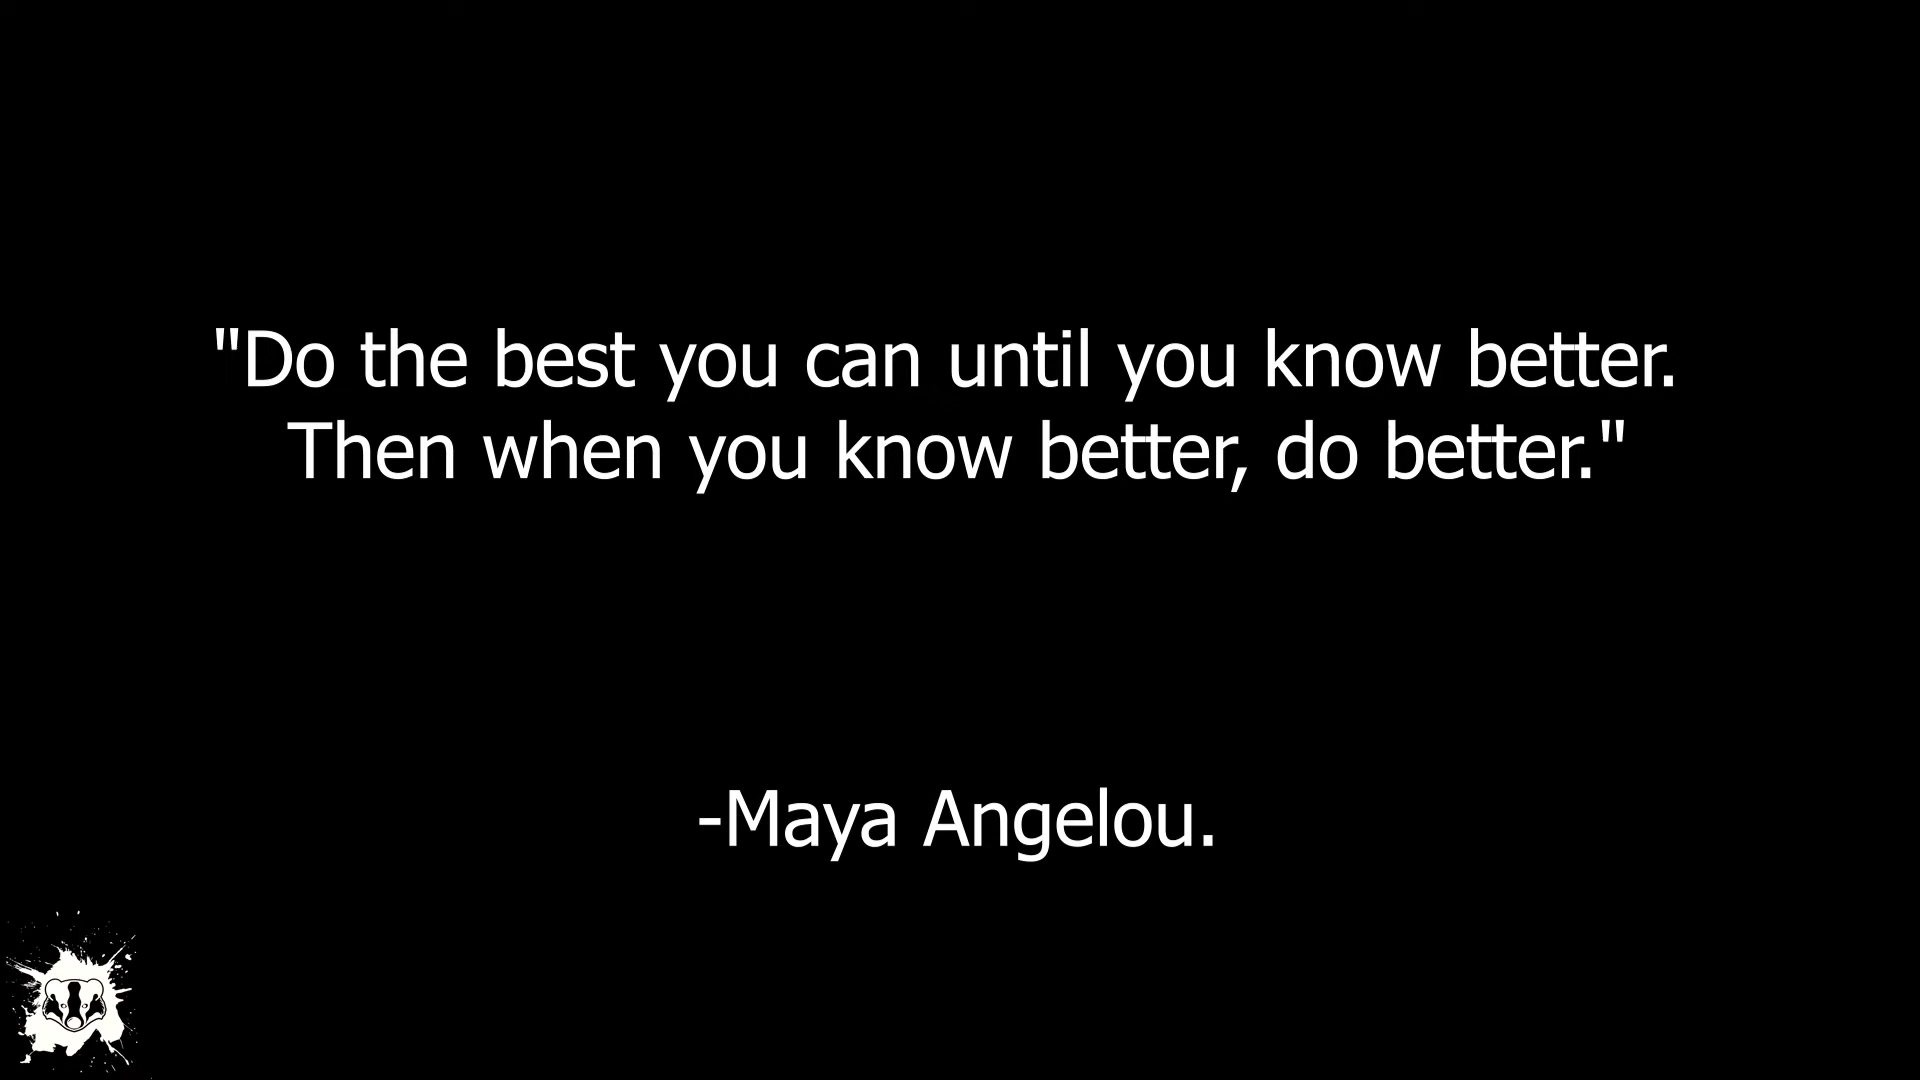 "Do the best you can until you know better.
Then when you know better, do better."
-Maya Angelou.